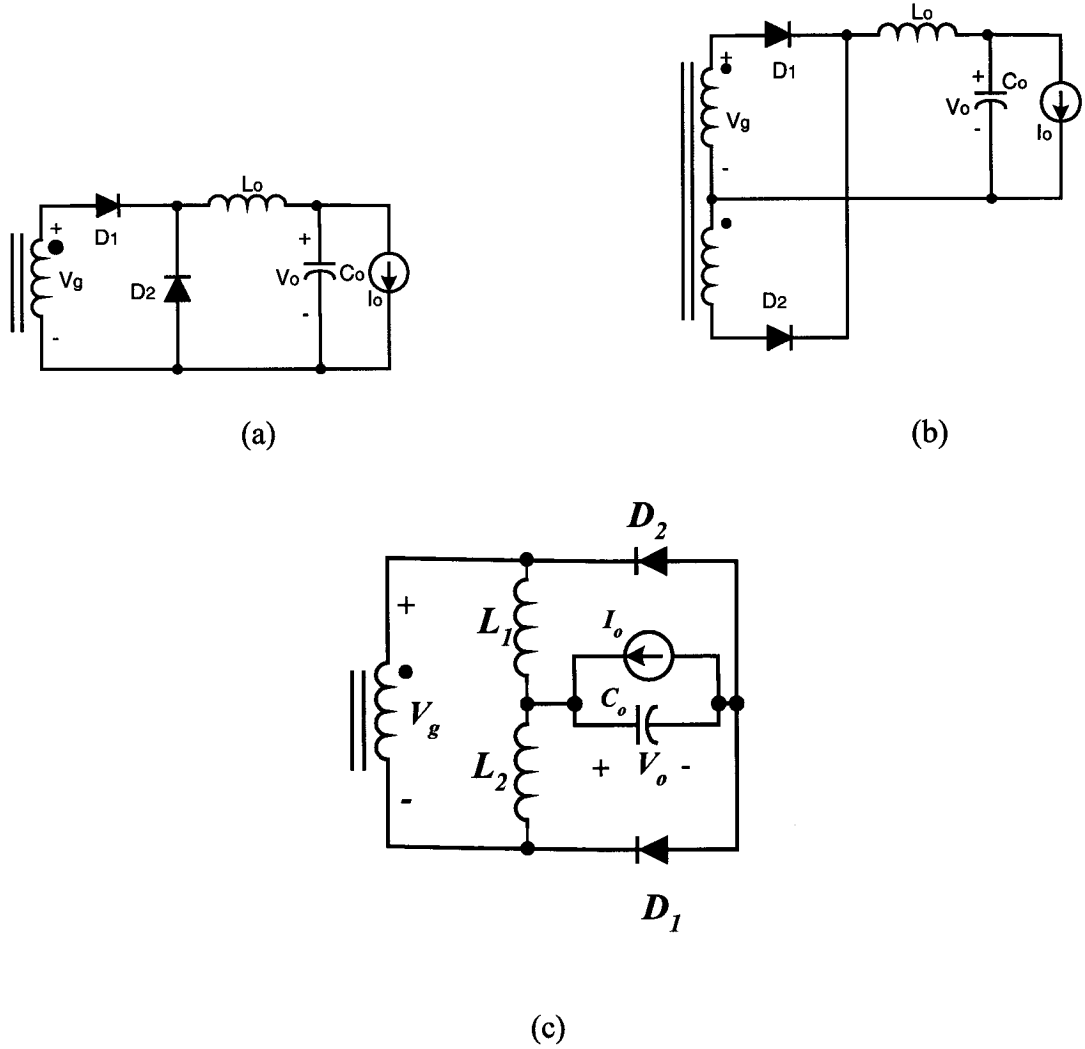 Lo
D1
+
Vg
-
D2
+
Vo
-
Co
Io
(a)
Lo
D1
+
Vg
-
+
Vo
-
Co
Io
D2
(b)
D2
+
L1
Io
Vg
Co
L2
+ Vo -
-
D1
(c)